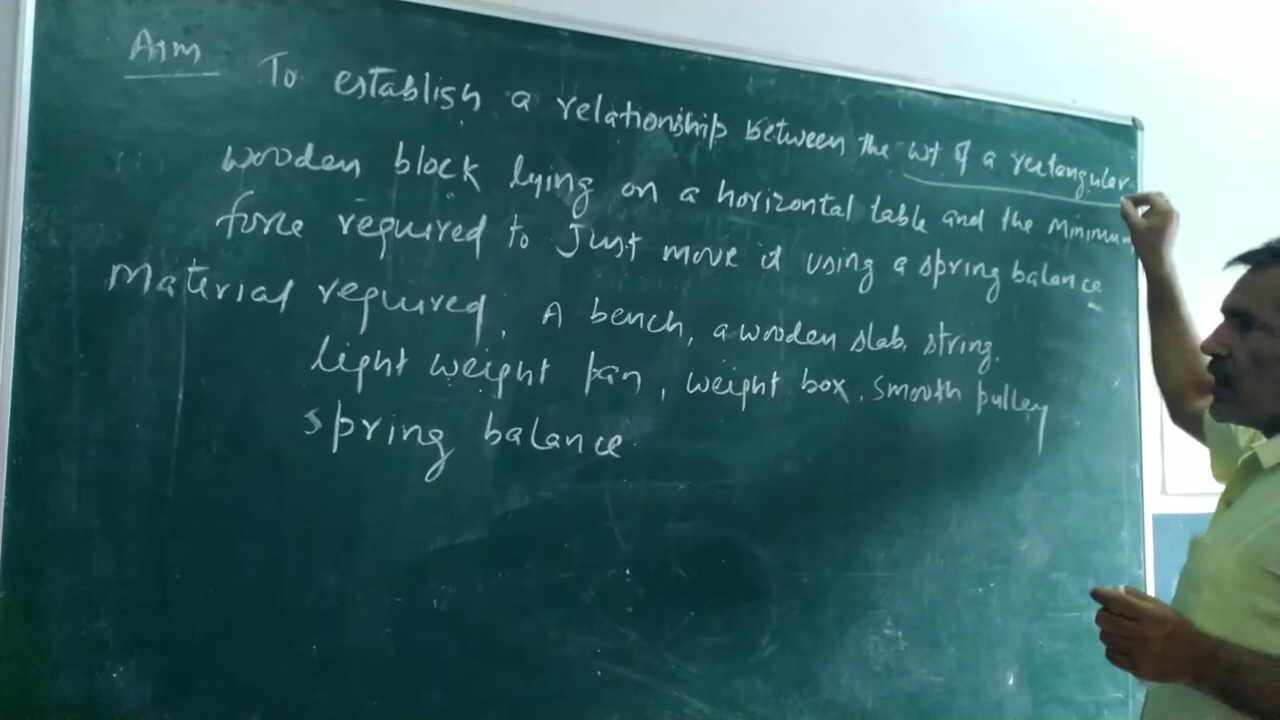 Aim To establish a relationship between the wt of a rectangular
wooden block lying on a horizontal table and the minimum
force required to Just move it using a spring balance
Material required, A bench, a wooden slab, string.
light weight pan, weight box, smooth pulley
spring balance